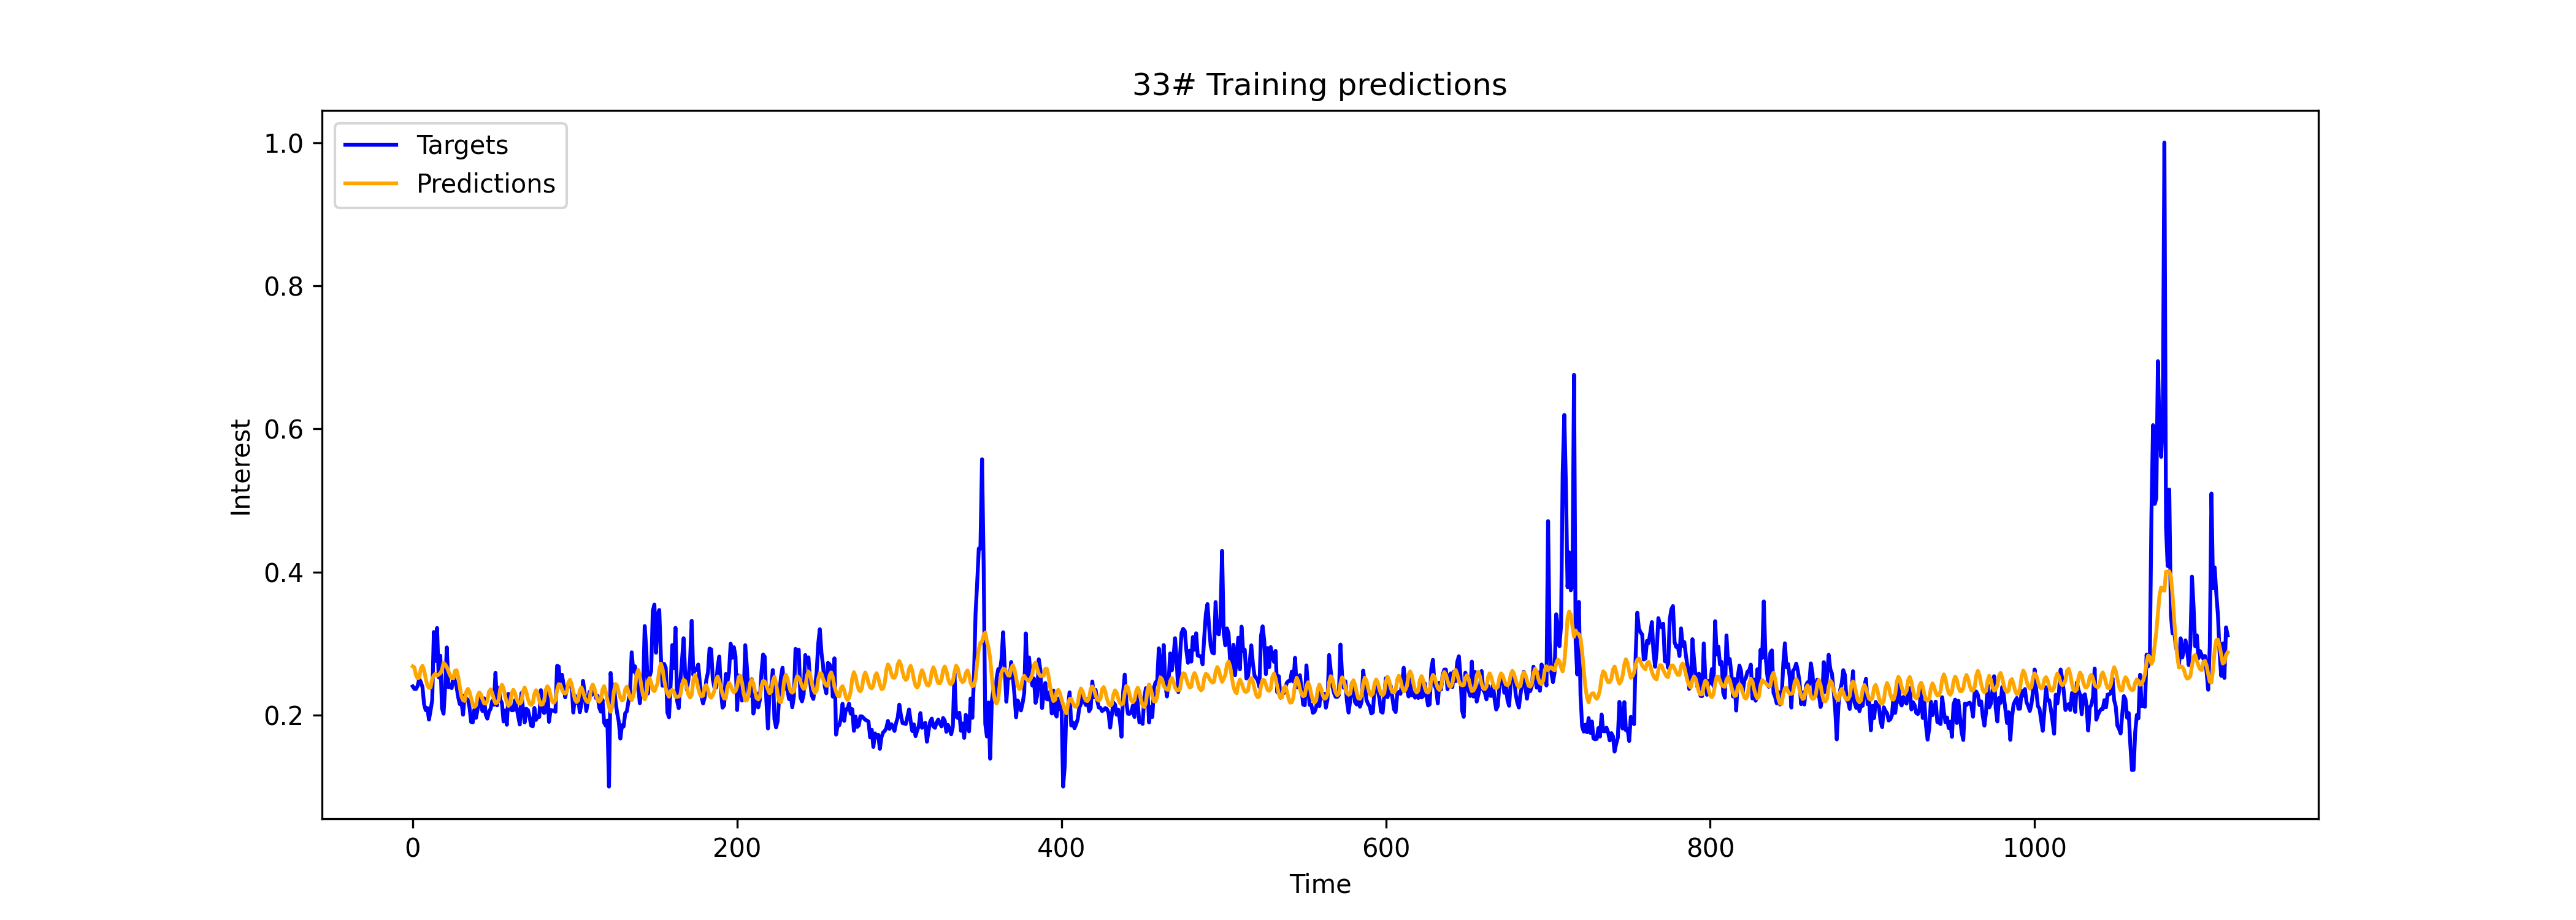 33# Training predictions
Targets
Predictions
1.0
0.8
0.6
0.4
0.2
Interest
0 200 400 600 800 1000
Time